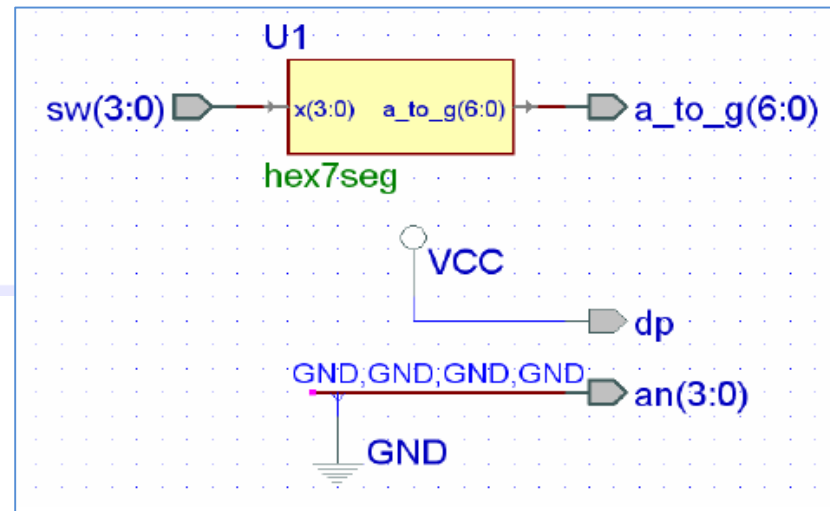 U1
sw(3:0)
x(3:0) a_to_g(6:0)
a_to_g(6:0)
hex7seg
VCC
dp
GND,GND,GND,GND
an(3:0)
GND